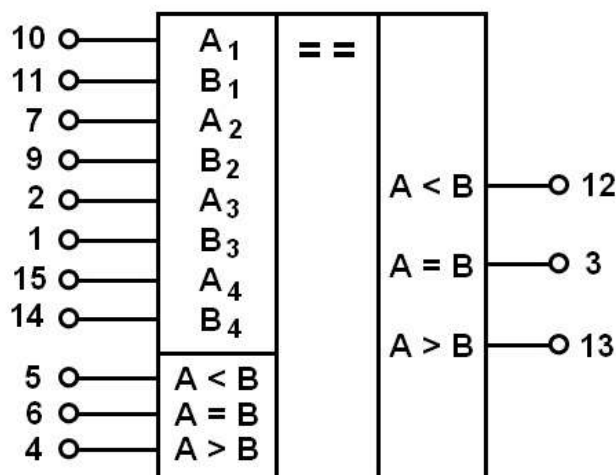 10 A1 ==
11 B1
7 A2
9 B2
2 A3 A < B 12
1 B3
A = B 3
15 A4
14 B4
A > B 13
5 A < B
6 A = B
4 A > B